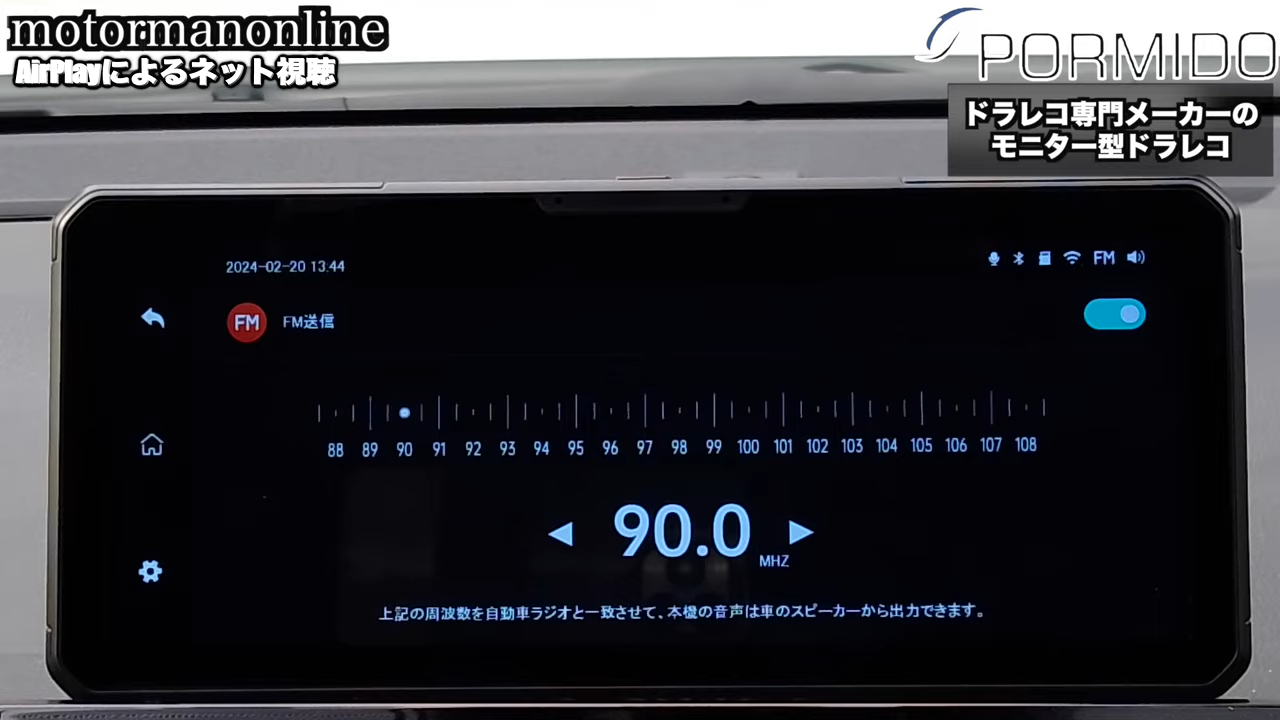 motormanonline
AirPlayによるネット視聴
PORMIDO
ドラレコ専門メーカーの
モニター型ドラレコ
2024-02-20 13:44
FM
FM
FM送信
88 89 90 91 92 93 94 95 96 97 98 99 100 101 102 103 104 105 106 107 108
90.0
MHZ
上記の周波数を自動車ラジオと一致させて、本機の音声は車のスピーカーから出力できます。